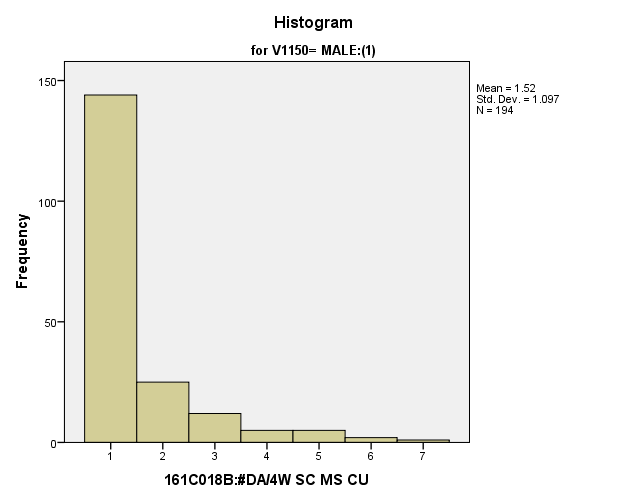 Histogram
for V1150= MALE:(1)
Mean = 1.52
Std. Dev. = 1.097
N = 194
150
100
50
0
Frequency
1 2 3 4 5 6 7
161C018B:#DA/4W SC MS CU